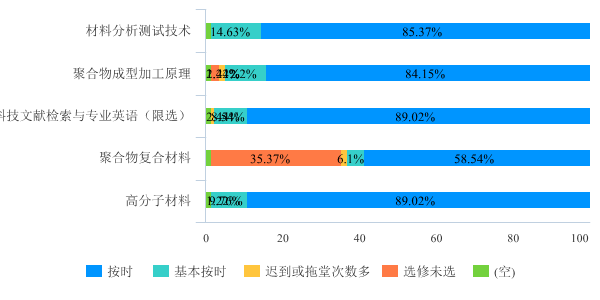 材料分析测试技术
14.63%
85.37%
聚合物成型加工原理
84.15%
科技文献检索与专业英语（限选）
89.02%
聚合物复合材料
35.37%
6.1%
58.54%
高分子材料
89.02%
0 20 40 60 80 100
按时 基本按时 迟到或拖堂次数多 选修未选 (空)